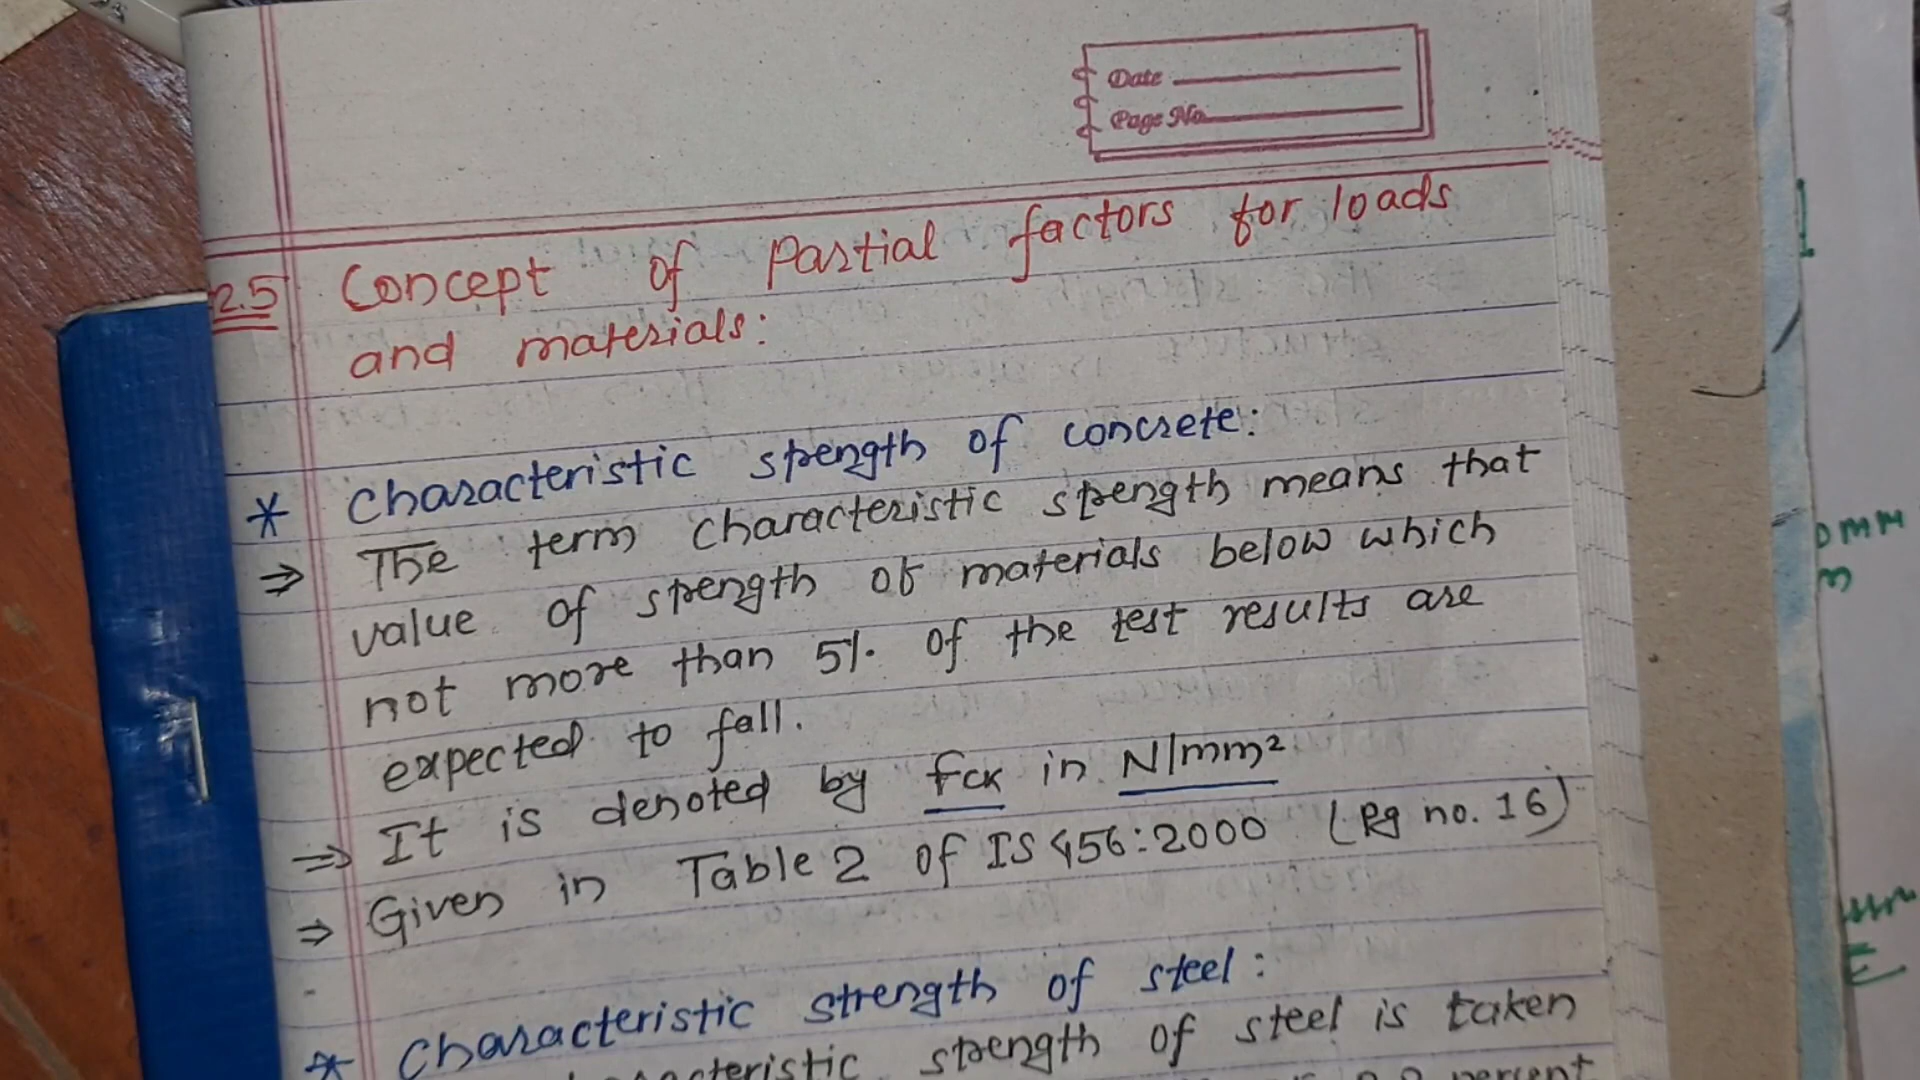 Date
Page No.
2.5 Concept of Partial factors for loads
and materials:
* Characteristic strength of concrete:
⇒ The term characteristic strength means that
value of strength of materials below which
not more than 5%. of the test results are
expected to fall.
⇒ It is denoted by fck in N/mm²
⇒ Given in Table 2 of IS 456:2000 (Pg no. 16)
* Characteristic strength of steel:
strength of steel is taken
percent